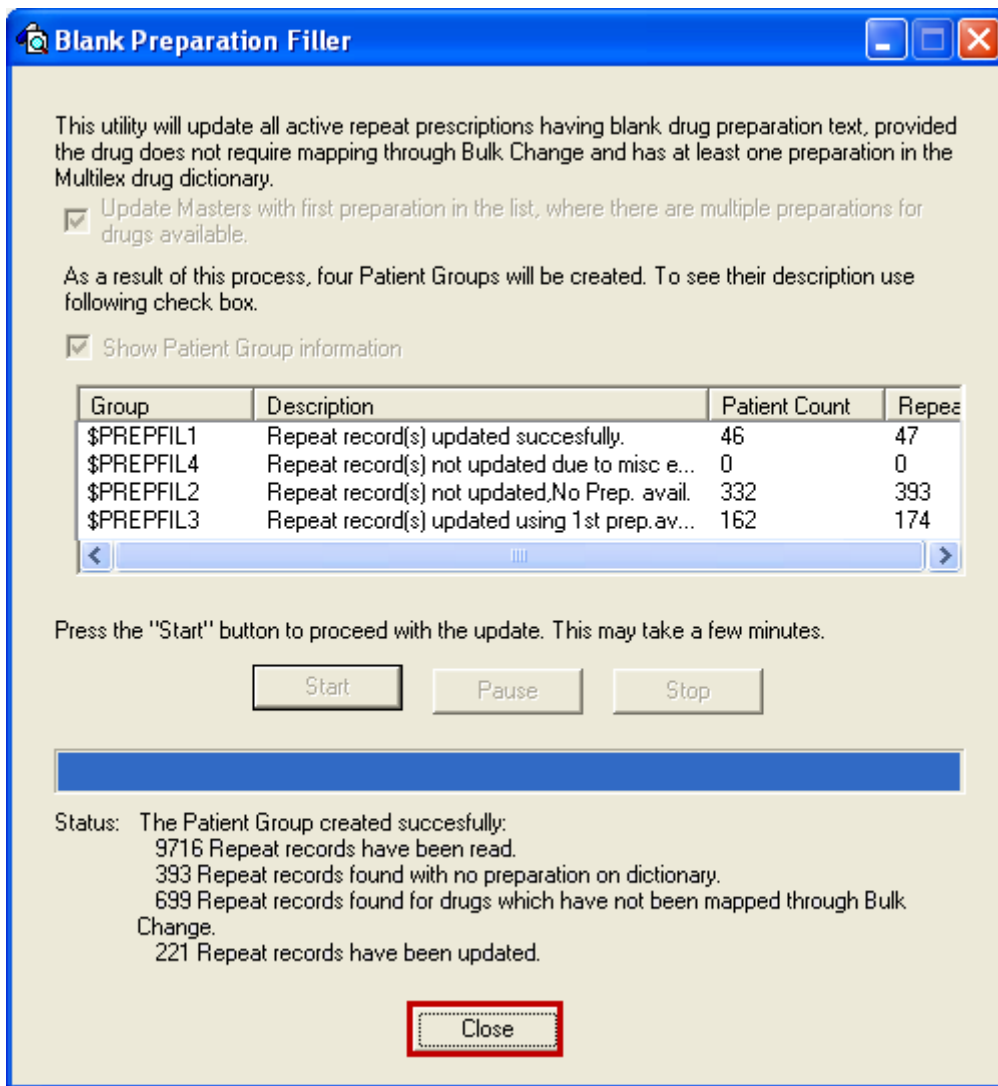 Blank Preparation Filler
This utility will update all active repeat prescriptions having blank drug preparation text, provided
the drug does not require mapping through Bulk Change and has at least one preparation in the
Multilex drug dictionary.
Update Masters with first preparation in the list, where there are multiple preparations for
drugs available.
As a result of this process, four Patient Groups will be created. To see their description use
following check box.
Show Patient Group information
Group Description Patient Count Repea
$PREPFIL1 Repeat record(s) updated succesfully. 46 47
$PREPFIL4 Repeat record(s) not updated due to misc e... 0 0
$PREPFIL2 Repeat record(s) not updated,No Prep. avail. 332 393
$PREPFIL3 Repeat record(s) updated using 1st prep.av... 162 174
Press the "Start" button to proceed with the update. This may take a few minutes.
Start Pause Stop
Status: The Patient Group created succesfully:
9716 Repeat records have been read.
393 Repeat records found with no preparation on dictionary.
699 Repeat records found for drugs which have not been mapped through Bulk
Change.
221 Repeat records have been updated.
Close